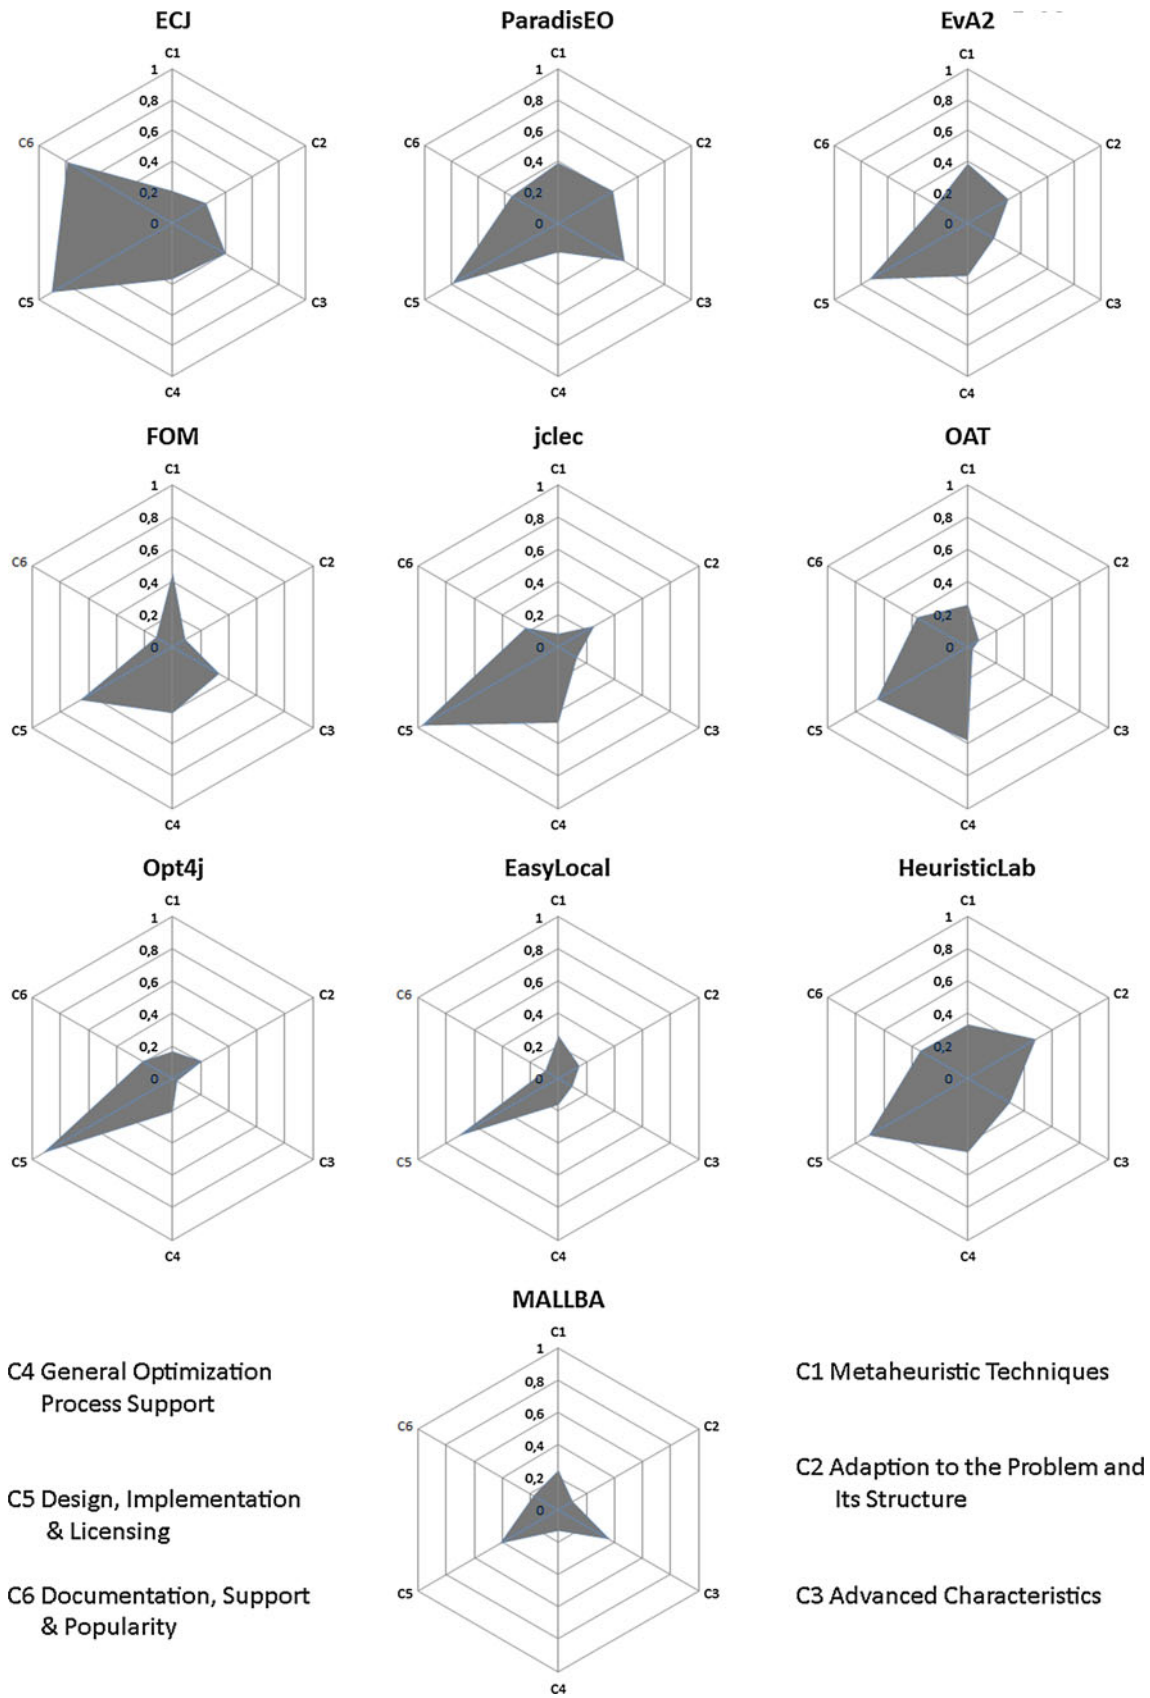 ECJ
C1
1
0,8
0,6
0,4
0,2
0
C2
C3
C4
C5
C6
ParadisEO
C1
1
0,8
0,6
0,4
0,2
0
C2
C3
C4
C5
C6
EvA2
C1
1
0,8
0,6
0,4
0,2
0
C2
C3
C4
C5
C6
FOM
C1
1
0,8
0,6
0,4
0,2
0
C2
C3
C4
C5
C6
jclec
C1
1
0,8
0,6
0,4
0,2
0
C2
C3
C4
C5
C6
OAT
C1
1
0,8
0,6
0,4
0,2
0
C2
C3
C4
C5
C6
Opt4j
C1
1
0,8
0,6
0,4
0,2
0
C2
C3
C4
C5
C6
EasyLocal
C1
1
0,8
0,6
0,4
0,2
0
C2
C3
C4
C5
C6
HeuristicLab
C1
1
0,8
0,6
0,4
0,2
0
C2
C3
C4
C5
C6
MALLBA
C1
1
0,8
0,6
0,4
0,2
0
C2
C3
C4
C5
C6
C4 General Optimization
Process Support
C5 Design, Implementation
& Licensing
C6 Documentation, Support
& Popularity
C1 Metaheuristic Techniques
C2 Adaption to the Problem and
Its Structure
C3 Advanced Characteristics